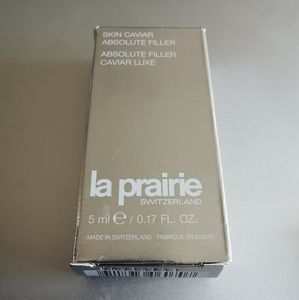 SKIN CAVIAR
ABSOLUTE FILLER
ABSOLUTE FILLER
CAVIAR LUXE
la prairie
SWITZERLAND
5 ml ℮ / 0.17 FL. OZ.
MADE IN SWITZERLAND - FABRIQUÉ EN SUISSE